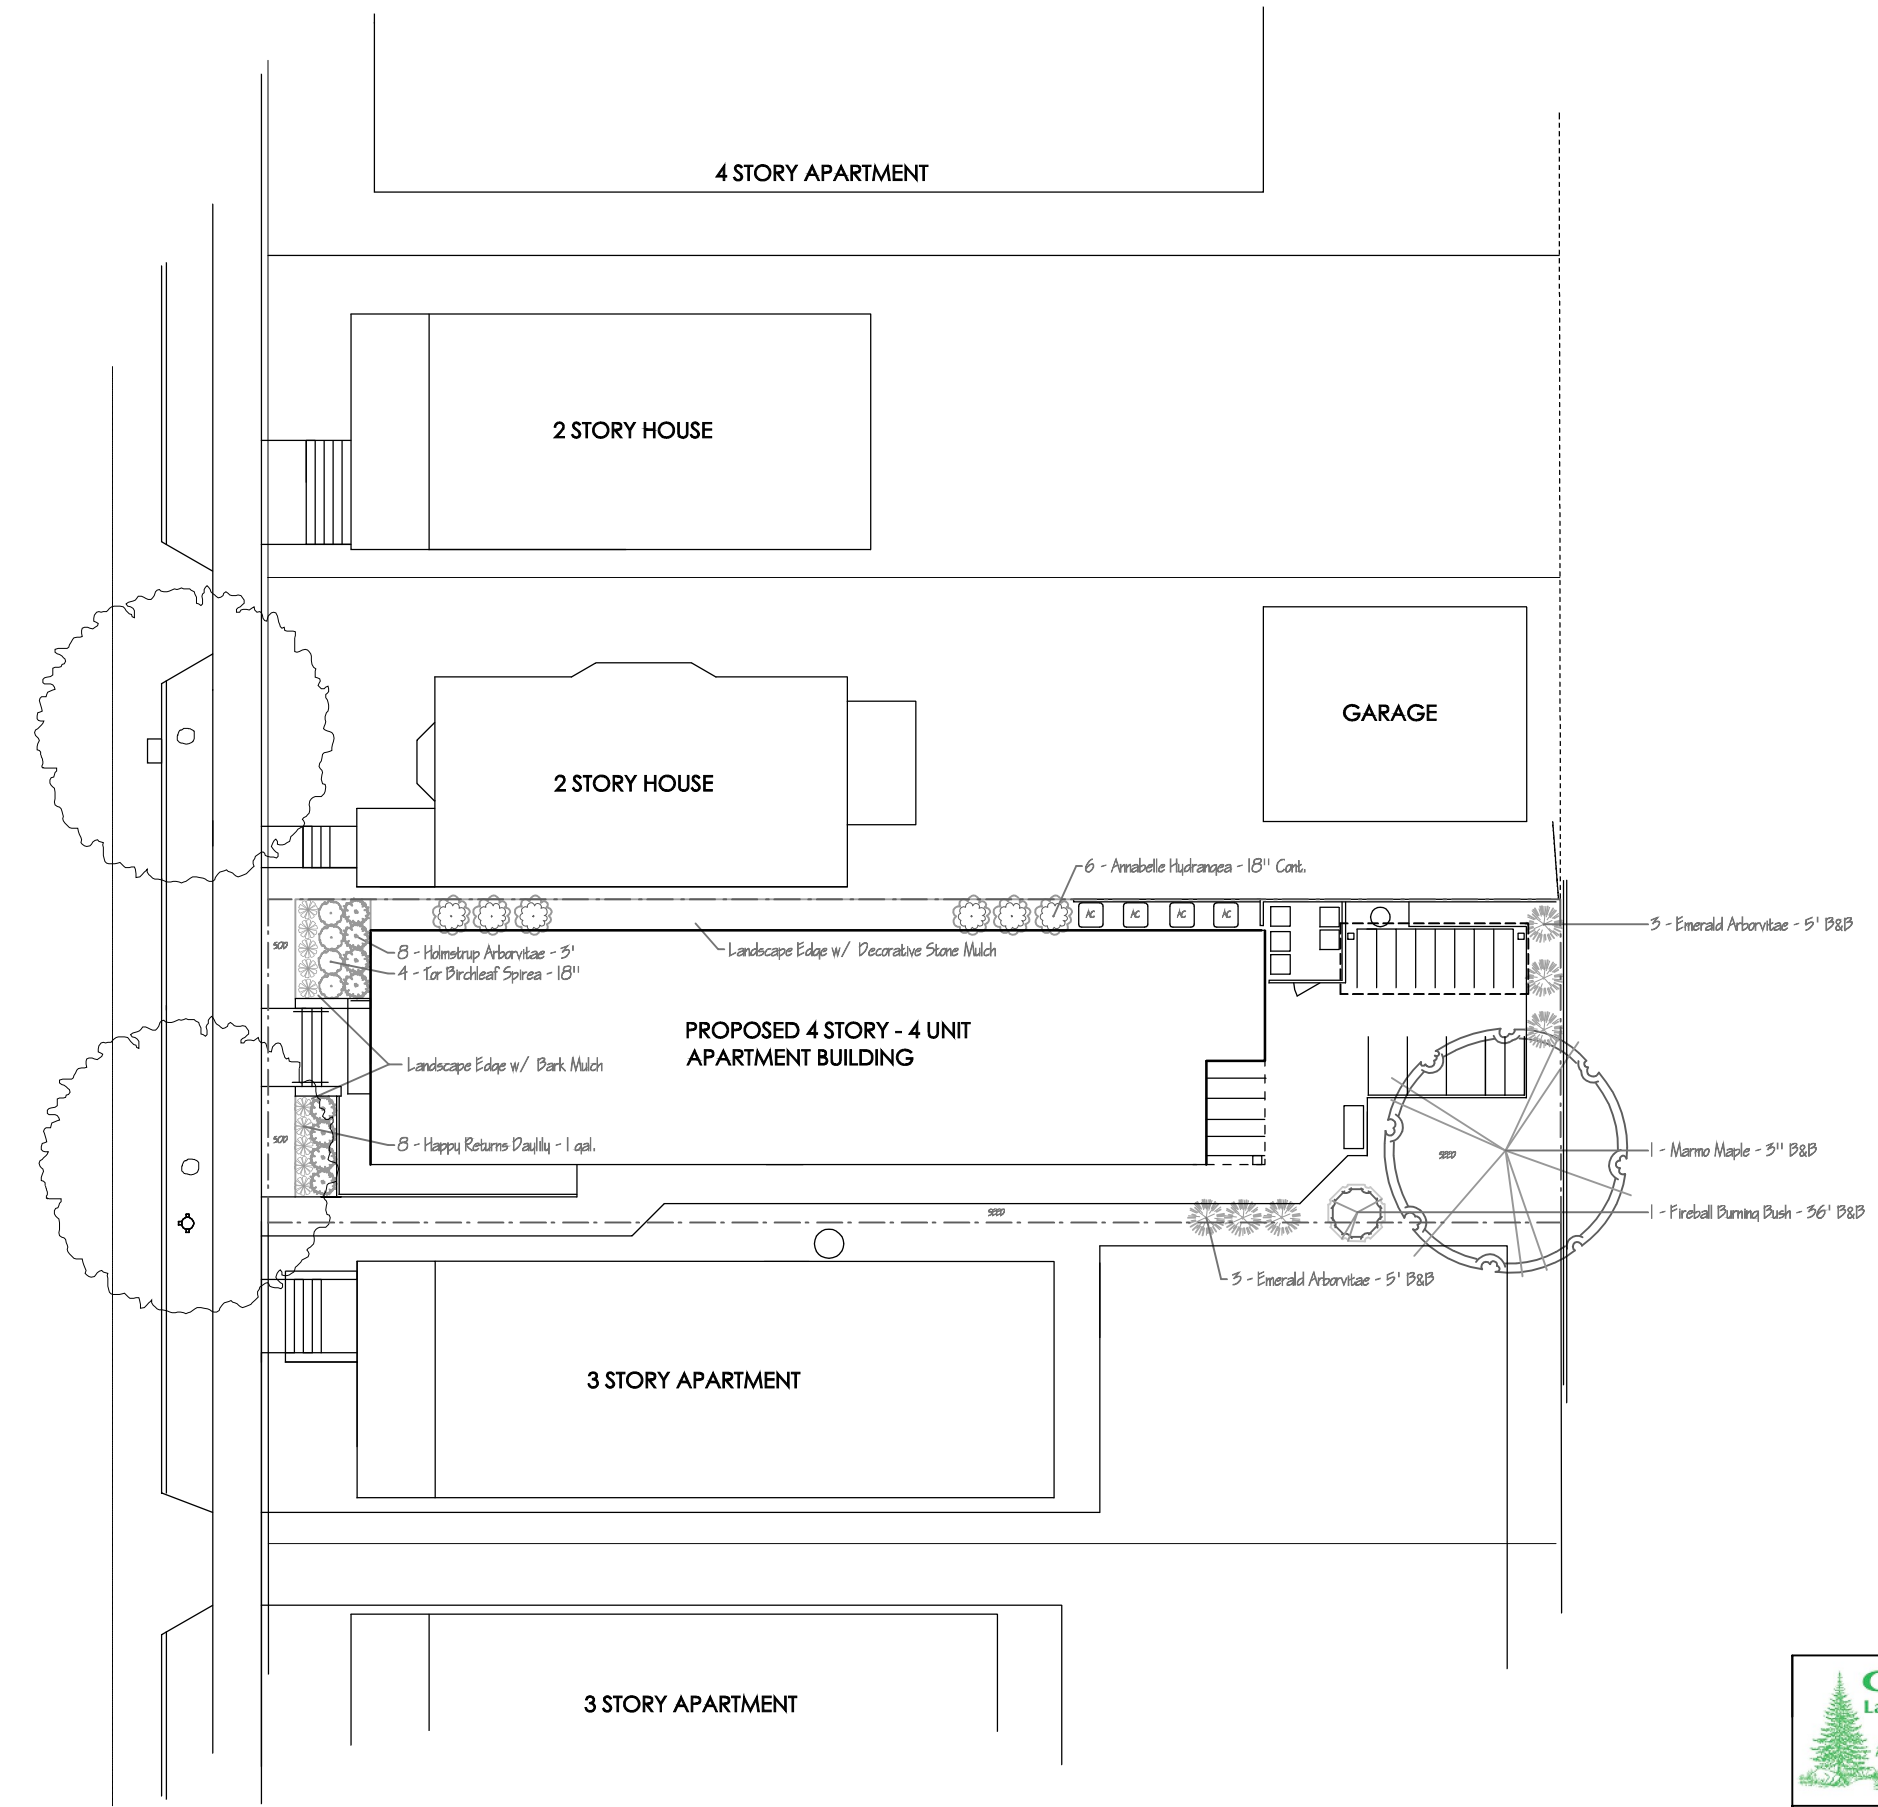 4 STORY APARTMENT
2 STORY HOUSE
GARAGE
2 STORY HOUSE
6 - Annabelle Hydrangea - 18" Cont.
AC
AC
AC
AC
3 - Emerald Arborvitae - 5' B&B
SOD
8 - Holmstrup Arborvitae - 3'
4 - Tor Birchleaf Spirea - 18"
Landscape Edge w/ Decorative Stone Mulch
PROPOSED 4 STORY - 4 UNIT
APARTMENT BUILDING
Landscape Edge w/ Bark Mulch
SOD
8 - Happy Returns Daylily - 1 gal.
SEED
1 - Marmo Maple - 3" B&B
SEED
1 - Fireball Burning Bush - 36' B&B
3 - Emerald Arborvitae - 5' B&B
3 STORY APARTMENT
3 STORY APARTMENT
La